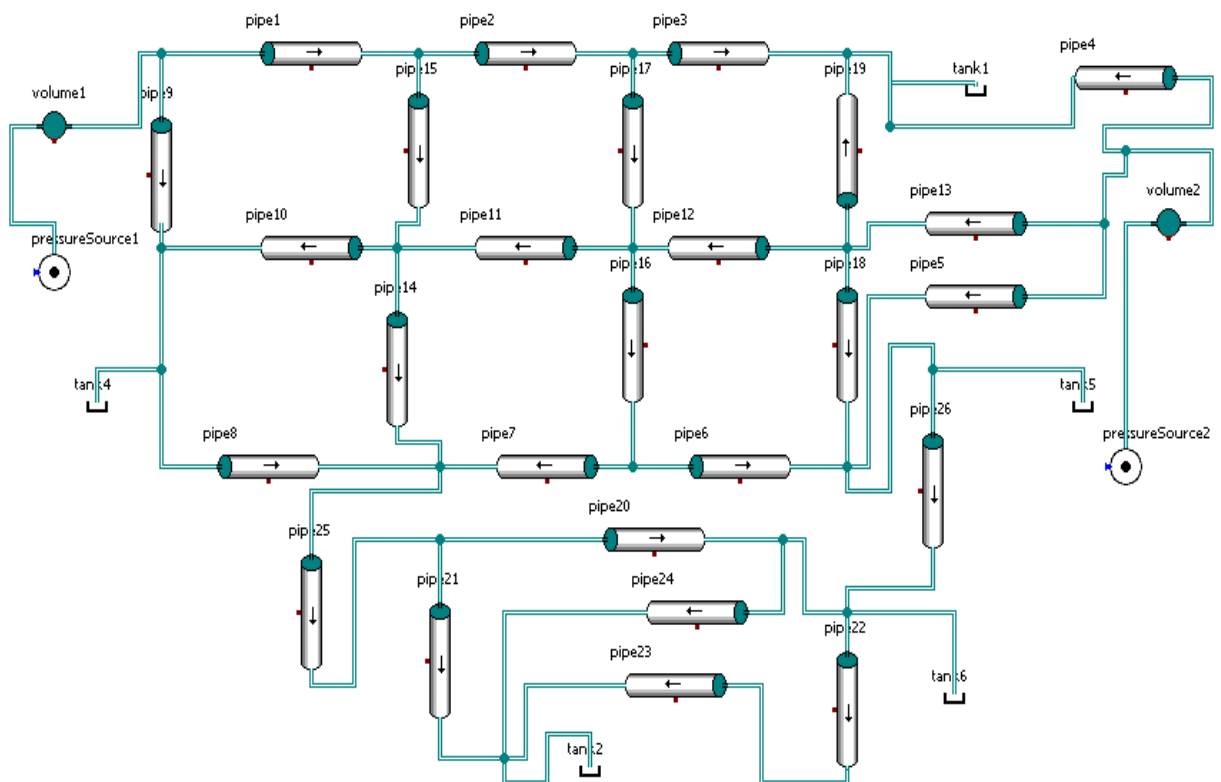 pipe1
pipe2
pipe3
pipe4
pipe15
pipe17
pipe19
tank1
volume1
pipe9
pipe13
volume2
pipe10
pipe11
pipe12
pressureSource1
pipe16
pipe18
pipe5
pipe14
tank4
tank5
pipe26
pipe8
pipe7
pipe6
pressureSource2
pipe20
pipe25
pipe21
pipe24
pipe22
pipe23
tank6
tank2